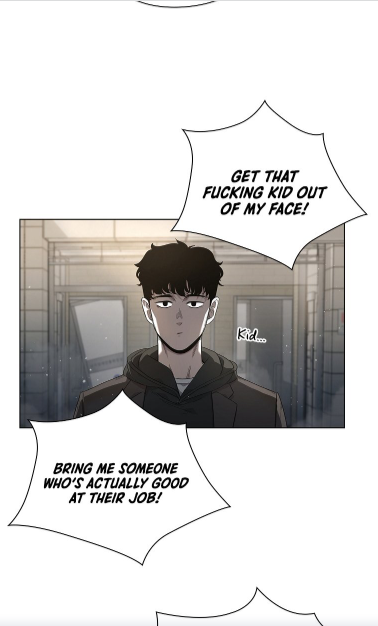 GET THAT
FUCKING KID OUT
OF MY FACE!
Kid...
BRING ME SOMEONE
WHO'S ACTUALLY GOOD
AT THEIR JOB!